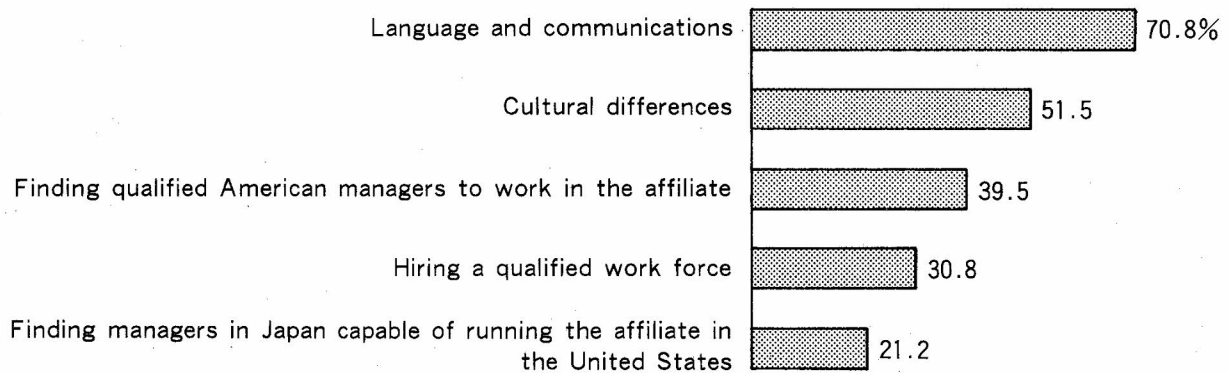 Language and communications 70.8%
Cultural differences 51.5
Finding qualified American managers to work in the affiliate 39.5
Hiring a qualified work force 30.8
Finding managers in Japan capable of running the affiliate in
the United States 21.2